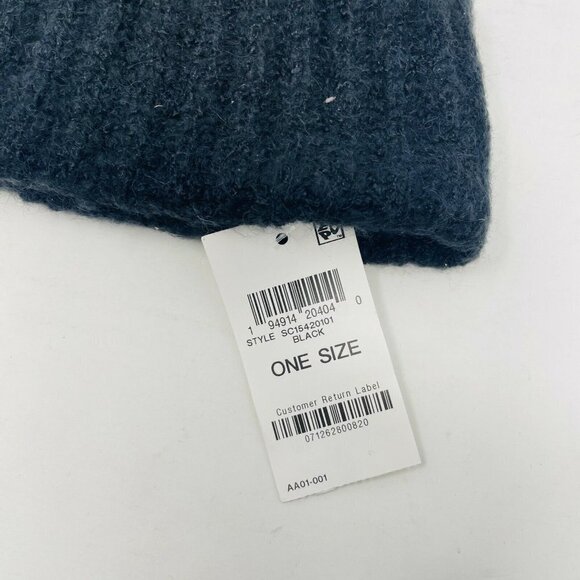 1 94914 20404 0
STYLE SC15420101
BLACK
ONE SIZE
Customer Return Label
071262800820
AA01-001